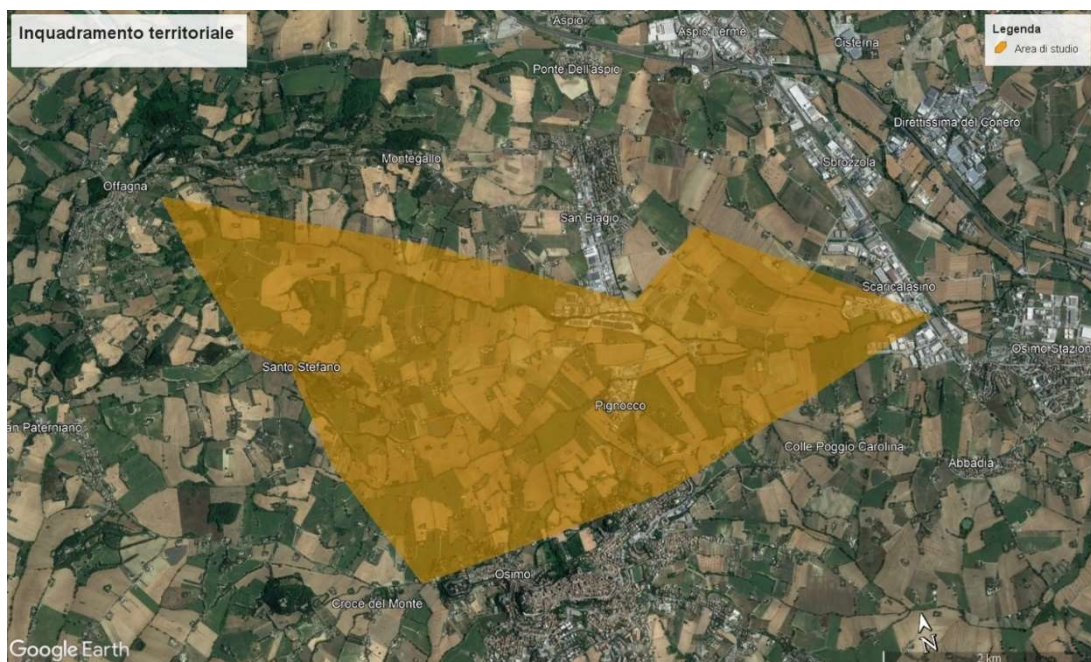 Inquadramento territoriale
Legenda
Area di studio
Aspio
Aspio Terme
Cisterna
Ponte Dell'aspio
Direttissima del Conero
Montegallo
Sbrozzola
Offagna
San Biagio
Scaricalasino
Osimo Stazion
Santo Stefano
Pignocco
an Paterniano
Colle Poggio Carolina
Abbadia
Osimo
Croce del Monte
N
Google Earth
2 km